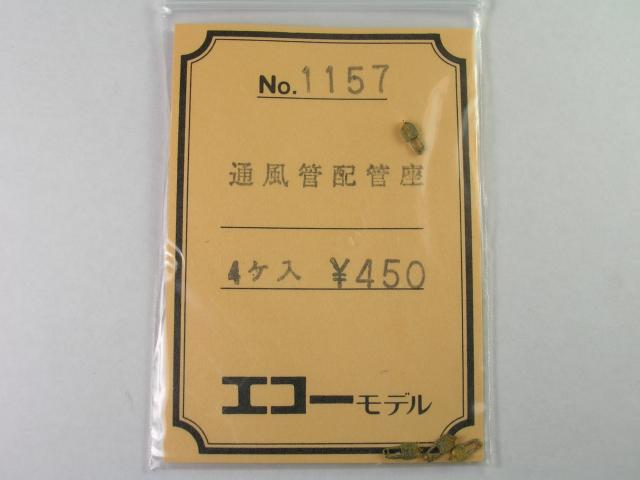 No. 1157
通風管配管座
4ケ入 ¥450
エコーモデル